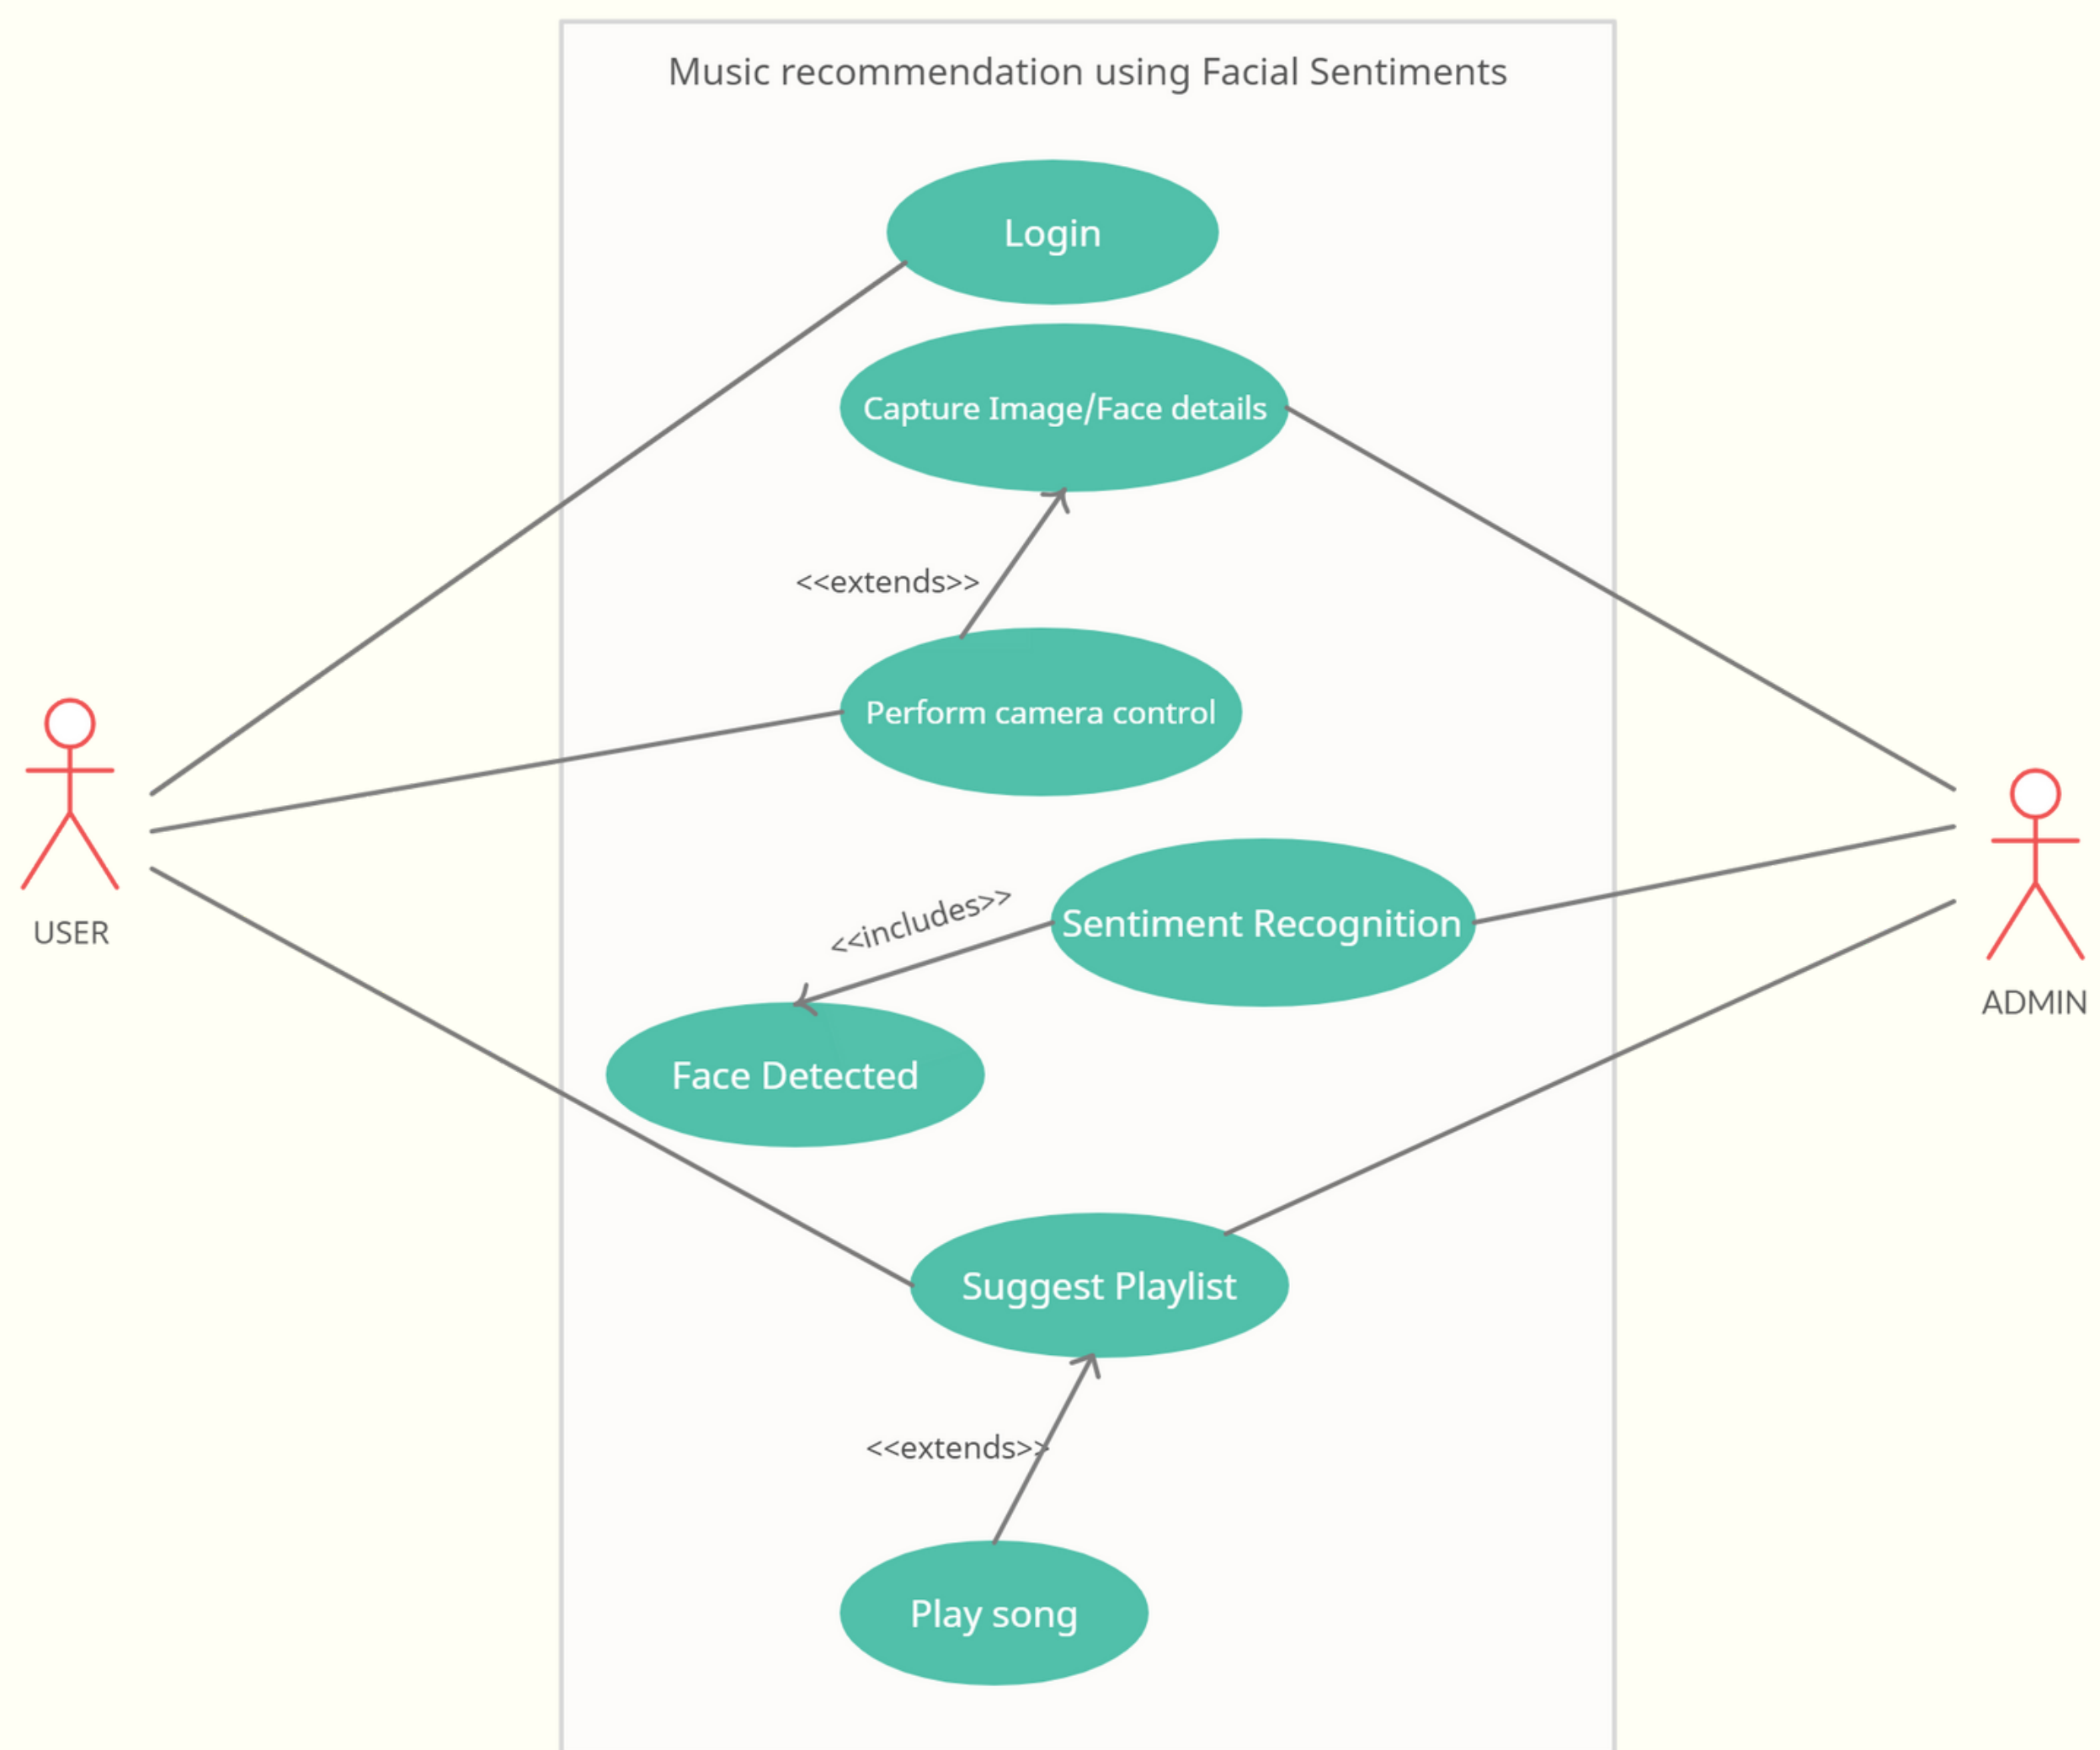 Music recommendation using Facial Sentiments
Login
Capture Image/Face details
<<extends>>
Perform camera control
USER
<<includes>>
Sentiment Recognition
ADMIN
Face Detected
Suggest Playlist
<<extends>>
Play song